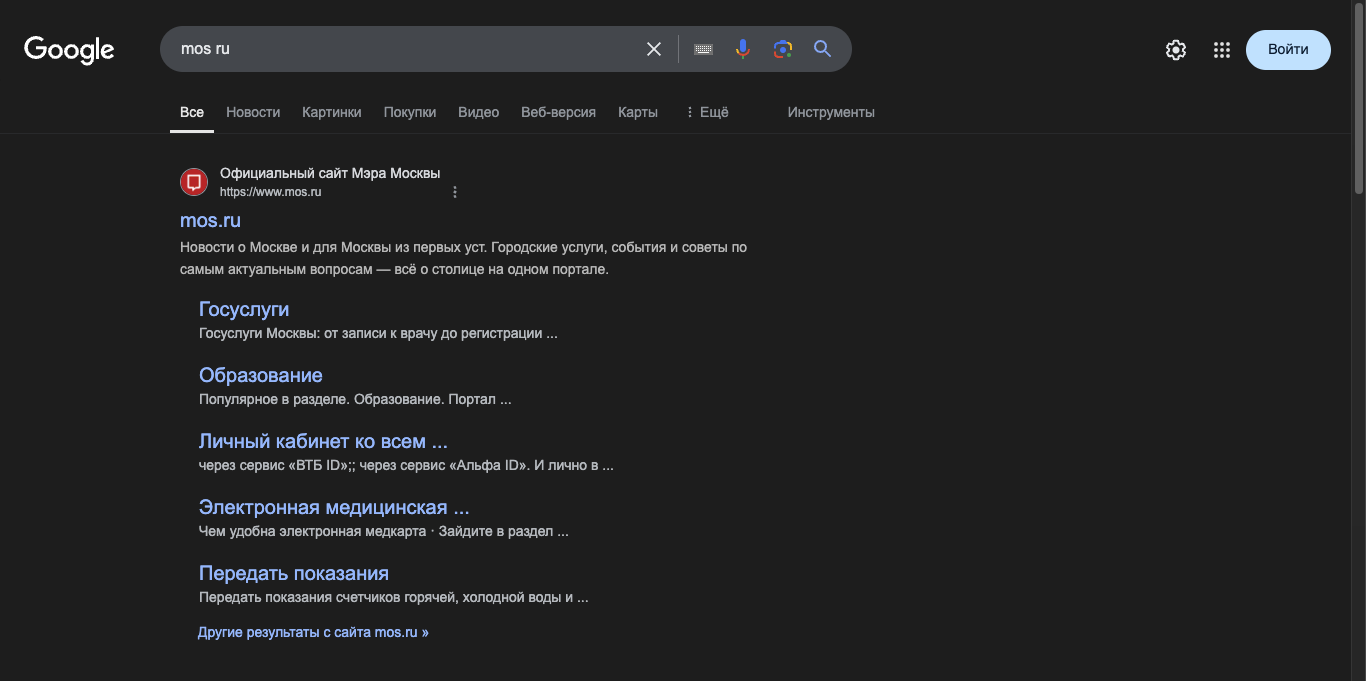 Google
mos ru
Войти
Все Новости Картинки Покупки Видео Веб-версия Карты Ещё Инструменты
Официальный сайт Мэра Москвы
https://www.mos.ru
mos.ru
Новости о Москве и для Москвы из первых уст. Городские услуги, события и советы по
самым актуальным вопросам — всё о столице на одном портале.
Госуслуги
Госуслуги Москвы: от записи к врачу до регистрации ...
Образование
Популярное в разделе. Образование. Портал ...
Личный кабинет ко всем ...
через сервис «ВТБ ID»;; через сервис «Альфа ID». И лично в ...
Электронная медицинская ...
Чем удобна электронная медкарта · Зайдите в раздел ...
Передать показания
Передать показания счетчиков горячей, холодной воды и ...
Другие результаты с сайта mos.ru »